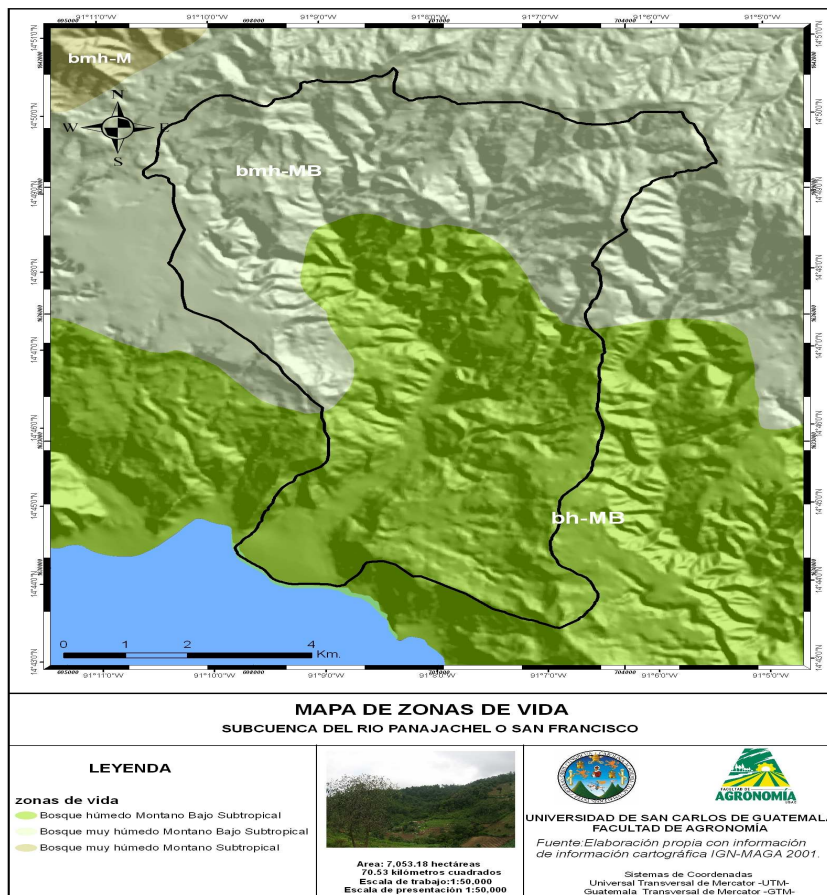 91°11'0"W 91°10'0"W 91°9'0"W 91°8'0"W 91°7'0"W 91°6'0"W 91°5'0"W
bmh-M
N
W E
S
bmh-MB
bh-MB
0 1 2 4
Km.
91°11'0"W 91°10'0"W 91°9'0"W 91°8'0"W 91°7'0"W 91°6'0"W 91°5'0"W
MAPA DE ZONAS DE VIDA
SUBCUENCA DEL RIO PANAJACHEL O SAN FRANCISCO
LEYENDA
zonas de vida
Bosque húmedo Montano Bajo Subtropical
Bosque muy húmedo Montano Bajo Subtropical
Bosque muy húmedo Montano Subtropical
Area: 7,053.18 hectáreas
70.53 kilómetros cuadrados
Escala de trabajo:1:50,000
Escala de presentación 1:50,000
FACULTAD DE
AGRONOMÍA
UNIVERSIDAD DE SAN CARLOS DE GUATEMALA
FACULTAD DE AGRONOMÍA
Fuente:Elaboración propia con información
de información cartográfica IGN-MAGA 2001.
Sistemas de Coordenadas
Universal Transversal de Mercator -UTM-
Guatemala Transversal de Mercator -GTM-